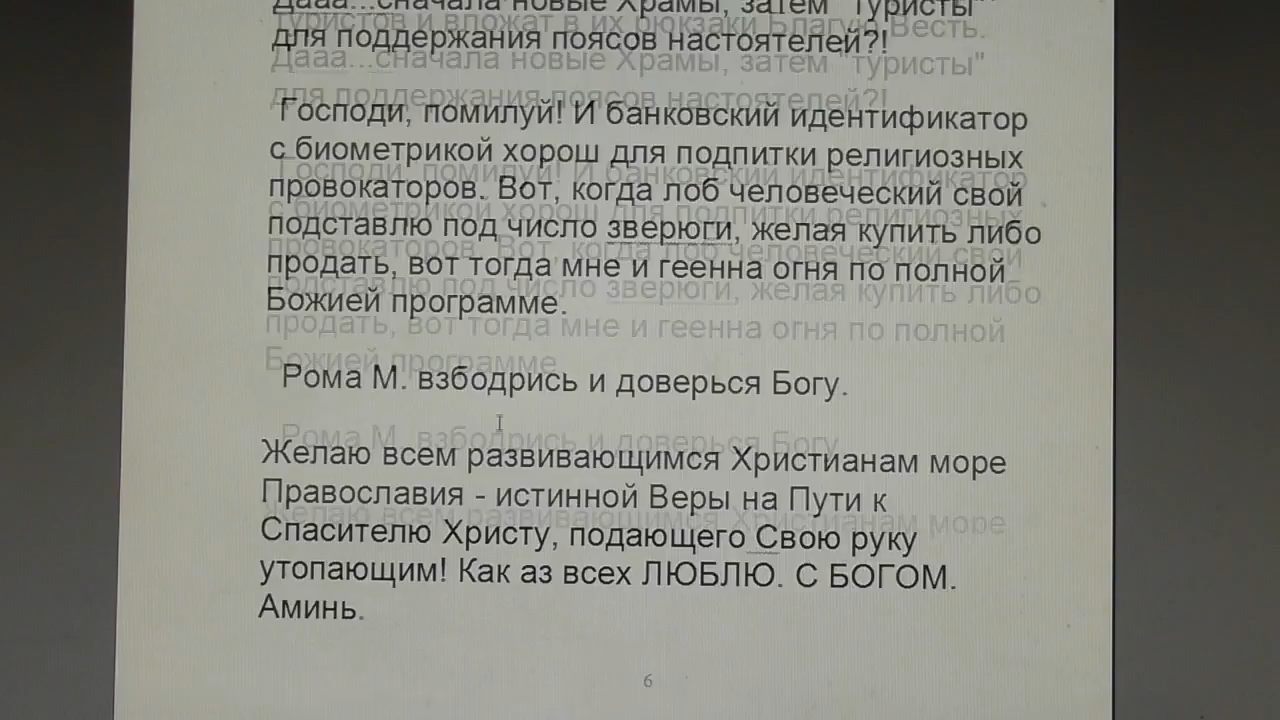 Дааа...сначала новые Храмы, затем "туристы"
для поддержания поясов настоятелей?!
Господи, помилуй! И банковский идентификатор
с биометрикой хорош для подпитки религиозных
провокаторов. Вот, когда лоб человеческий свой
подставлю под число зверюги, желая купить либо
продать, вот тогда мне и геенна огня по полной
Божией программе.
Рома М. взбодрись и доверься Богу.
Желаю всем развивающимся Христианам море
Православия - истинной Веры на Пути к
Спасителю Христу, подающего Свою руку
утопающим! Как аз всех ЛЮБЛЮ. С БОГОМ.
Аминь.
6